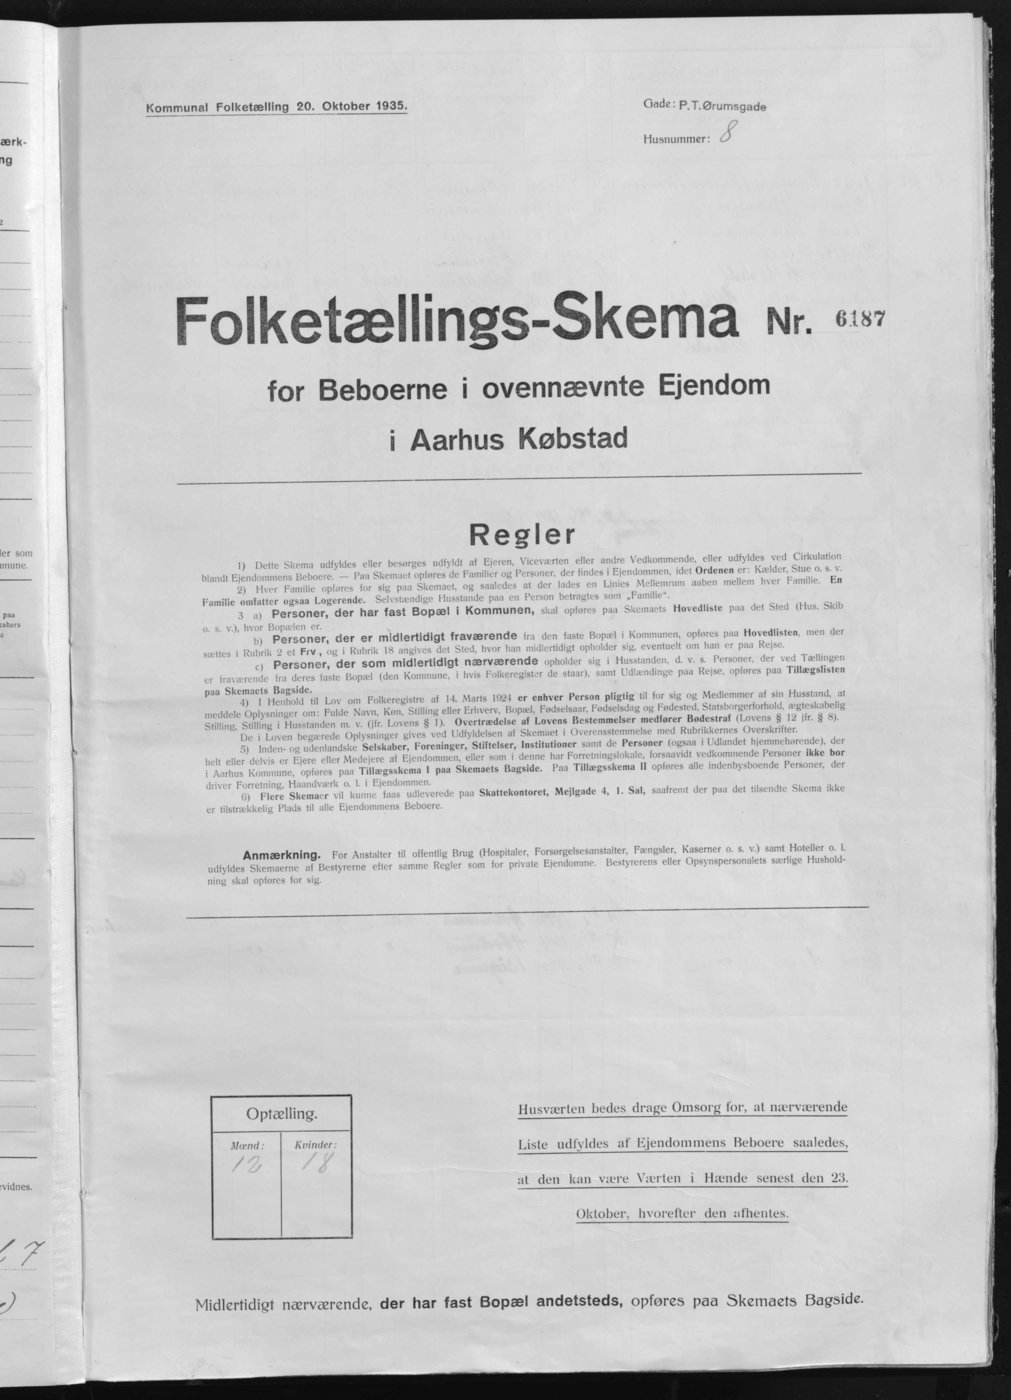 Kommunal Folketælling 20. Oktober 1935.
Gade: P. T. Ørumsgade
Husnummer: 8
Folketællings-Skema Nr. 6187
for Beboerne i ovennævnte Ejendom
i Aarhus Købstad
Regler
1) Dette Skema udfyldes eller besørges udfyldt af Ejeren, Viceværten eller andre Vedkommende, eller udfyldes ved Cirkulation
blandt Ejendommens Beboere. — Paa Skemaet opføres de Familier og Personer, der findes i Ejendommen, idet Ordenen er: Kælder, Stue o. s. v.
2) Hver Familie opføres for sig paa Skemaet, og saaledes at der lades en Linies Mellemrum aaben mellem hver Familie. En
Familie omfatter ogsaa Logerende. Selvstændige Husstande paa en Person betragtes som „Familie“.
3 a) Personer, der har fast Bopæl i Kommunen, skal opføres paa Skemaets Hovedliste paa det Sted (Hus, Skib
o. s. v.), hvor Bopælen er.
b) Personer, der er midlertidigt fraværende fra den faste Bopæl i Kommunen, opføres paa Hovedlisten, men der
sættes i Rubrik 2 et Frv, og i Rubrik 18 angives det Sted, hvor han midlertidigt opholder sig, eventuelt om han er paa Rejse.
c) Personer, der som midlertidigt nærværende opholder sig i Husstanden, d. v. s. Personer, der ved Tællingen
er fraværende fra deres faste Bopæl (den Kommune, i hvis Folkeregister de staar), samt Udlændinge paa Rejse, opføres paa Tillægslisten
paa Skemaets Bagside.
4) I Henhold til Lov om Folkeregistre af 14. Marts 1924 er enhver Person pligtig til for sig og Medlemmer af sin Husstand, at
meddele Oplysninger om: Fulde Navn, Køn, Stilling eller Erhverv, Bopæl, Fødselsaar, Fødselsdag og Fødested, Statsborgerforhold, ægteskabelig
Stilling, Stilling i Husstanden m. v. (jfr. Lovens § 1). Overtrædelse af Lovens Bestemmelser medfører Bødestraf (Lovens § 12 jfr. § 8).
De i Loven begærede Oplysninger gives ved Udfyldelsen af Skemaet i Overensstemmelse med Rubrikkernes Overskrifter.
5) Inden- og udenlandske Selskaber, Foreninger, Stiftelser, Institutioner samt de Personer (ogsaa i Udlandet hjemmehørende), der
helt eller delvis er Ejere eller Medejere af Ejendommen, eller som i denne har Forretningslokale, forsaavidt vedkommende Personer ikke bor
i Aarhus Kommune, opføres paa Tillægsskema I paa Skemaets Bagside. Paa Tillægsskema II opføres alle indenbysboende Personer, der
driver Forretning, Haandværk o. l. i Ejendommen.
6) Flere Skemaer vil kunne faas udleverede paa Skattekontoret, Mejlgade 4, 1. Sal, saafremt der paa det tilsendte Skema ikke
er tilstrækkelig Plads til alle Ejendommens Beboere.
Anmærkning. For Anstalter til offentlig Brug (Hospitaler, Forsørgelsesanstalter, Fængsler, Kaserner o. s. v.) samt Hoteller o. l.
udfyldes Skemaerne af Bestyrerne efter samme Regler som for private Ejendomme. Bestyrerens eller Opsynspersonalets særlige Hushold-
ning skal opføres for sig.
Optælling.
Mænd: Kvinder:
12 18
Husværten bedes drage Omsorg for, at nærværende
Liste udfyldes af Ejendommens Beboere saaledes,
at den kan være Værten i Hænde senest den 23.
Oktober, hvorefter den afhentes.
Midlertidigt nærværende, der har fast Bopæl andetsteds, opføres paa Skemaets Bagside.